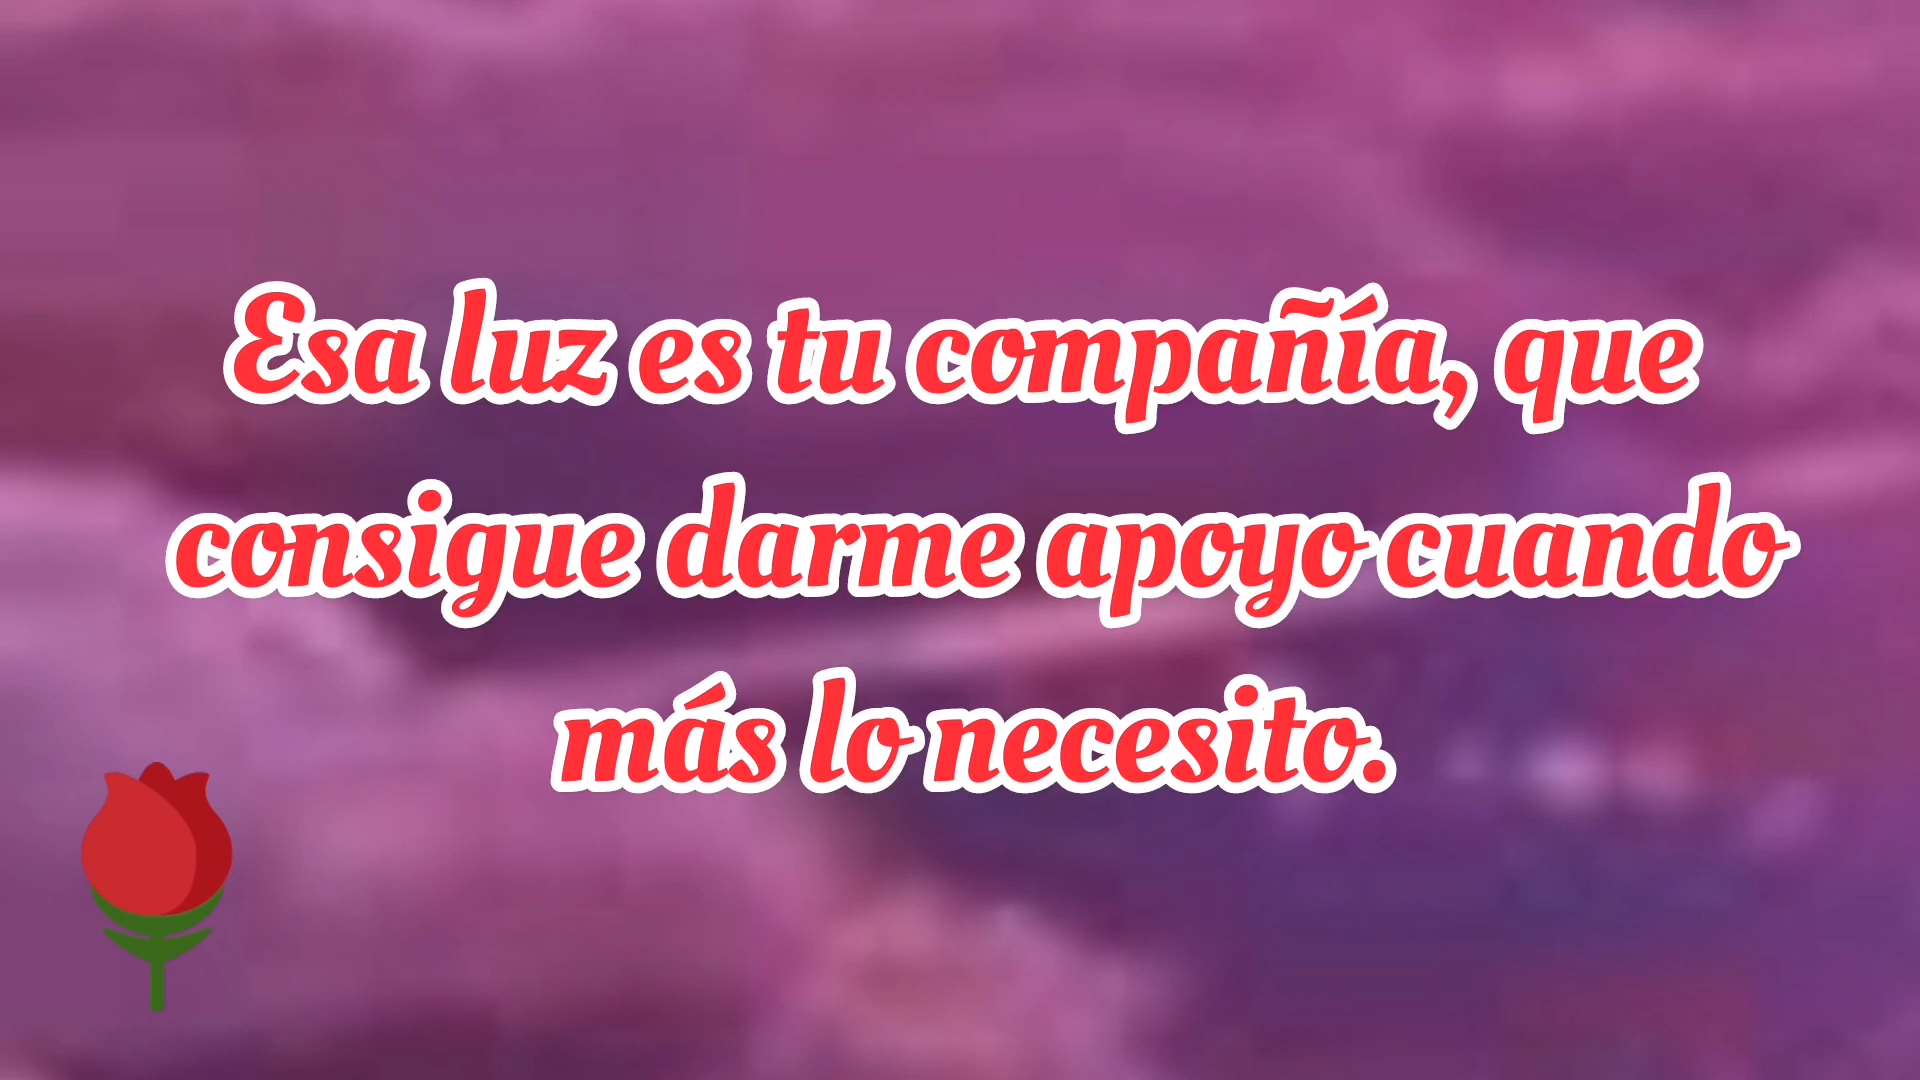 Esa luz es tu compañía, que
consigue darme apoyo cuando
más lo necesito.